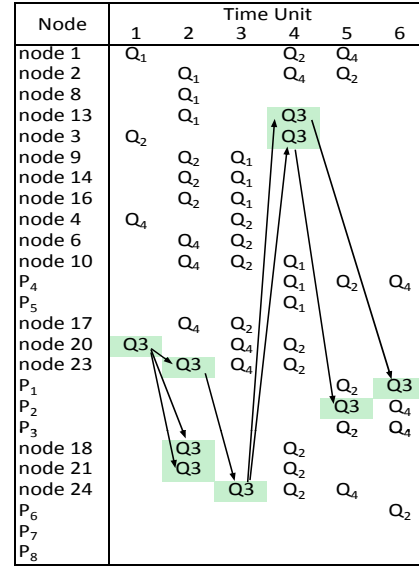 Node Time Unit
1 2 3 4 5 6
node 1 Q₁ Q₂ Q₄
node 2 Q₁ Q₄ Q₂
node 8 Q₁
node 13 Q₁ Q3
node 3 Q₂ Q3
node 9 Q₂ Q₁
node 14 Q₂ Q₁
node 16 Q₂ Q₁
node 4 Q₄ Q₂
node 6 Q₄ Q₂
node 10 Q₄ Q₂ Q₁
P₄ Q₁ Q₂ Q₄
P₅ Q₁
node 17 Q₄ Q₂
node 20 Q3 Q₄ Q₂
node 23 Q3 Q₄ Q₂
P₁ Q₂ Q3
P₂ Q3 Q₄
P₃ Q₂ Q₄
node 18 Q3 Q₂
node 21 Q3 Q₂
node 24 Q3 Q₂ Q₄
P₆ Q₂
P₇
P₈